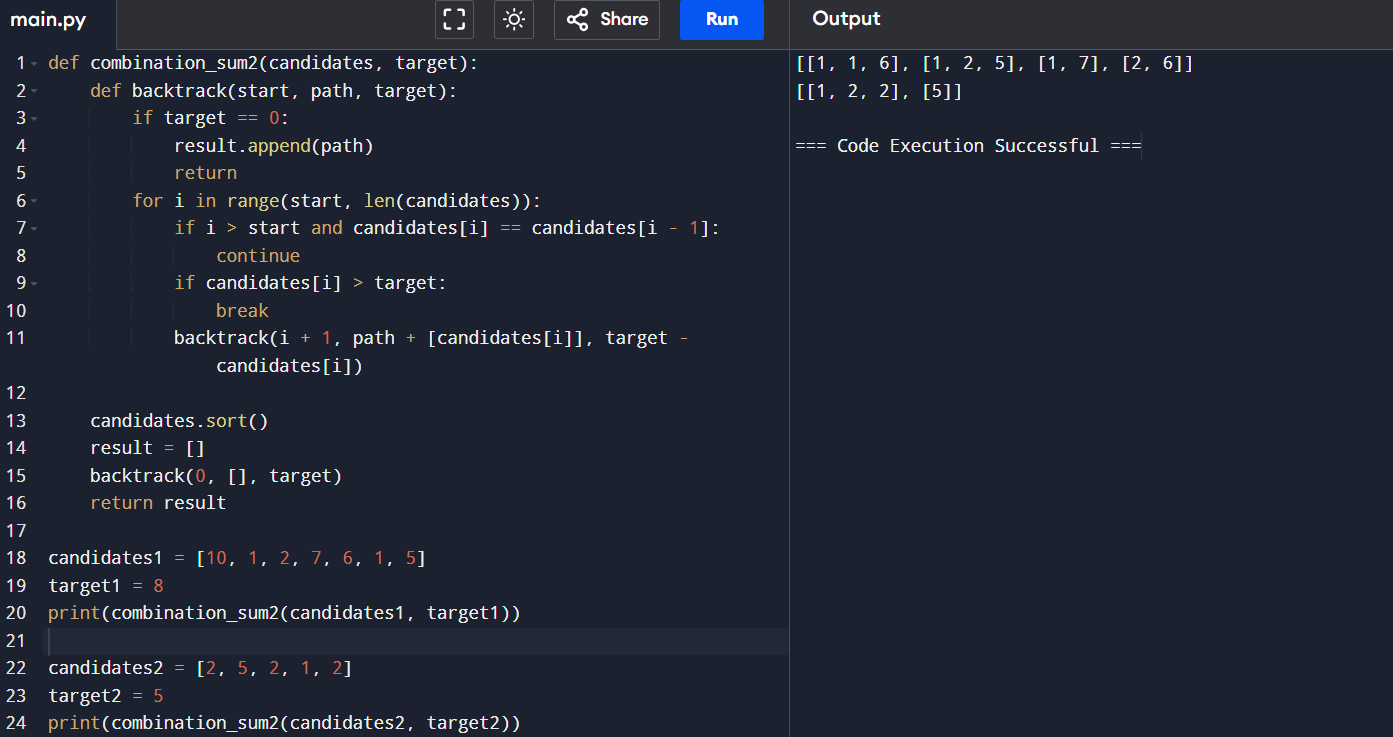 main.py Share Run Output
1 def combination_sum2(candidates, target):
2     def backtrack(start, path, target):
3         if target == 0:
4             result.append(path)
5             return
6         for i in range(start, len(candidates)):
7             if i > start and candidates[i] == candidates[i - 1]:
8                 continue
9             if candidates[i] > target:
10                 break
11             backtrack(i + 1, path + [candidates[i]], target -
                candidates[i])
12
13     candidates.sort()
14     result = []
15     backtrack(0, [], target)
16     return result
17
18 candidates1 = [10, 1, 2, 7, 6, 1, 5]
19 target1 = 8
20 print(combination_sum2(candidates1, target1))
21
22 candidates2 = [2, 5, 2, 1, 2]
23 target2 = 5
24 print(combination_sum2(candidates2, target2))
[[1, 1, 6], [1, 2, 5], [1, 7], [2, 6]]
[[1, 2, 2], [5]]
=== Code Execution Successful ===